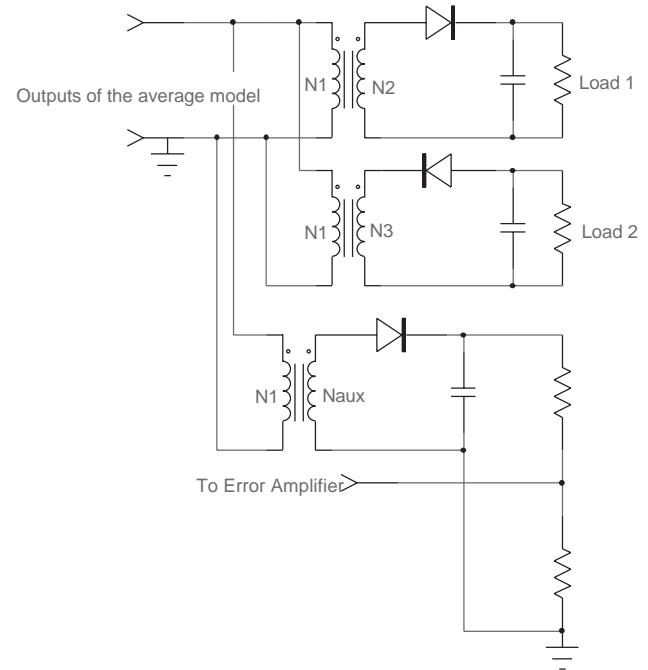 N1 N2 Load 1
Outputs of the average model
N1 N3 Load 2
N1 Naux
To Error Amplifier